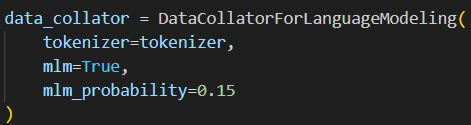 data_collator = DataCollatorForLanguageModeling(
    tokenizer=tokenizer,
    mlm=True,
    mlm_probability=0.15
)